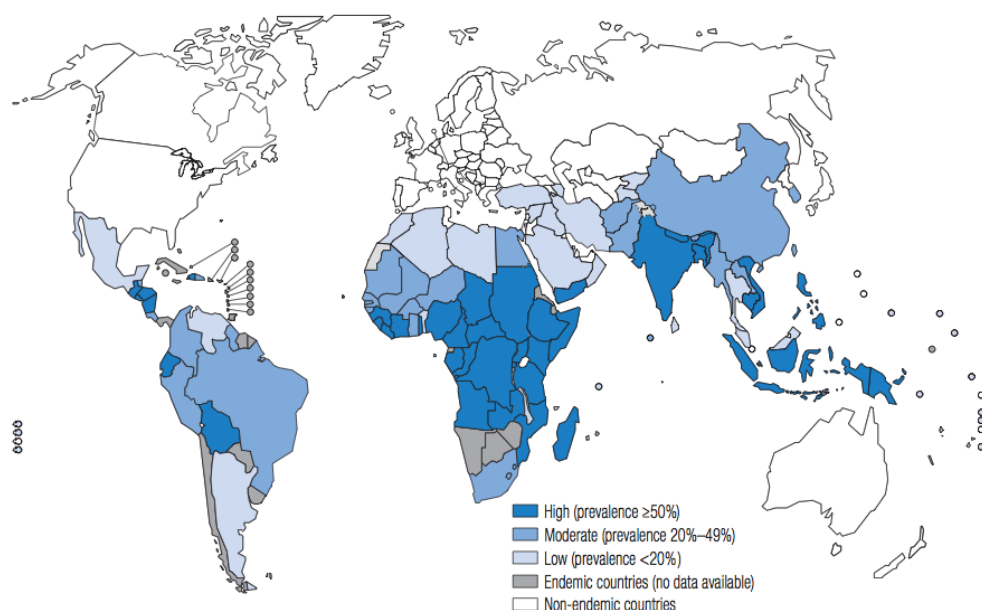 High (prevalence ≥50%)
Moderate (prevalence 20%–49%)
Low (prevalence <20%)
Endemic countries (no data available)
Non-endemic countries